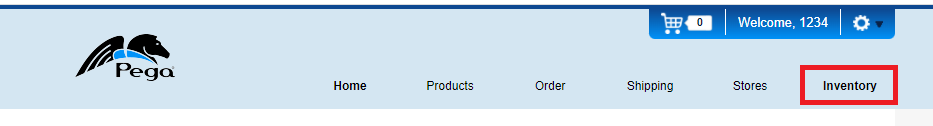 0 Welcome, 1234
Pega
Home Products Order Shipping Stores Inventory